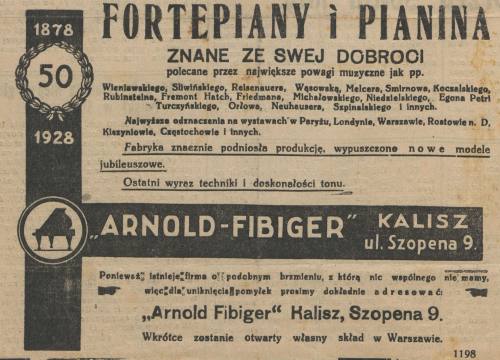 FORTEPIANY i PIANINA
1878
50
1928
ZNANE ZE SWEJ DOBROCI
polecane przez największe powagi muzyczne jak pp.
Wieniawskiego, Śliwińskiego, Reisenauera, Wąsowską, Melcera, Smirnowa, Koczalskiego,
Rubinsteina, Fremont Hatch, Friedmana, Michałowskiego, Niedzielskiego, Egona Petri
Turczyńskiego, Orłowa, Neuhausera, Szpinalskiego i innych.
Najwyższe odznaczenia na wystawach w Paryżu, Londynie, Warszawie, Rostowie n. D,
Kiszyniowie, Częstochowie i innych.
Fabryka znacznie podniosła produkcję, wypuszczono nowe modele
jubileuszowe.
Ostatni wyraz techniki i doskonałości tonu.
„ARNOLD-FIBIGER" KALISZ
ul. Szopena 9.
Ponieważ istnieje firma o podobnym brzmieniu, z którą nic wspólnego nie mamy,
więc dla uniknięcia pomyłek prosimy dokładnie adresować:
„Arnold Fibiger" Kalisz, Szopena 9.
Wkrótce zostanie otwarty własny skład w Warszawie.
1198